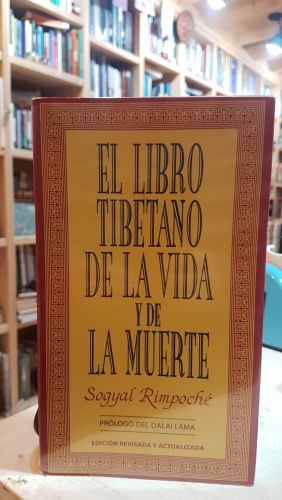 EL LIBRO
TIBETANO
DE LA VIDA
Y DE
LA MUERTE
Sogyal Rimpoché
PRÓLOGO DEL DALAI LAMA
EDICIÓN REVISADA Y ACTUALIZADA